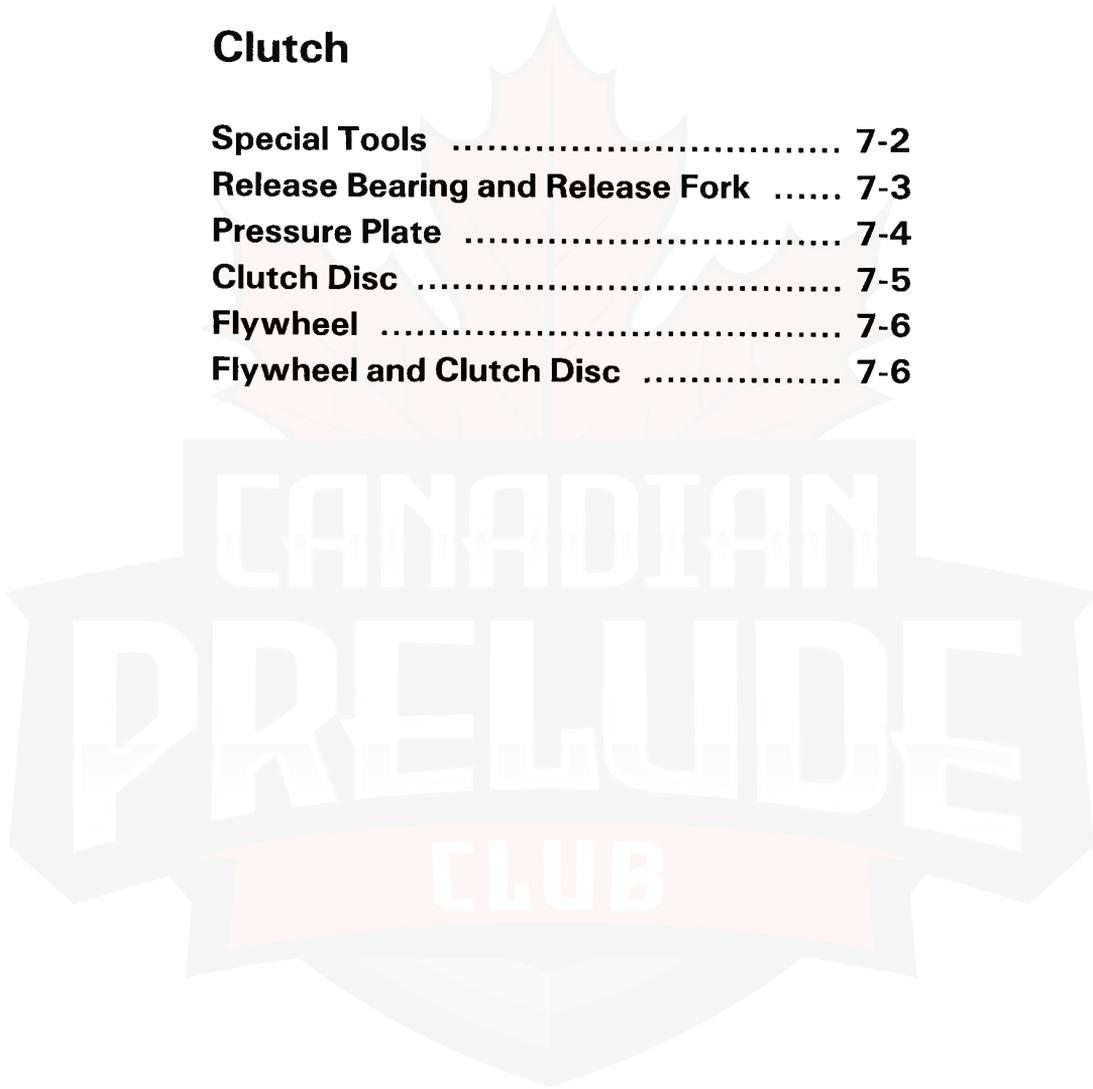 Clutch
Special Tools .................................. 7-2
Release Bearing and Release Fork ...... 7-3
Pressure Plate ................................. 7-4
Clutch Disc ..................................... 7-5
Flywheel ........................................ 7-6
Flywheel and Clutch Disc ................. 7-6
CANADIAN
PRELUDE
CLUB